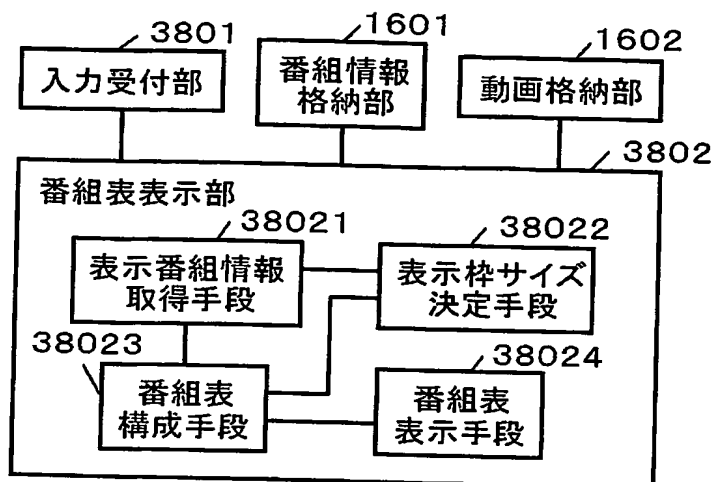 3801
入力受付部
1601
番組情報
格納部
1602
動画格納部
3802
番組表表示部
38021
表示番組情報
取得手段
38022
表示枠サイズ
決定手段
38023
番組表
構成手段
38024
番組表
表示手段